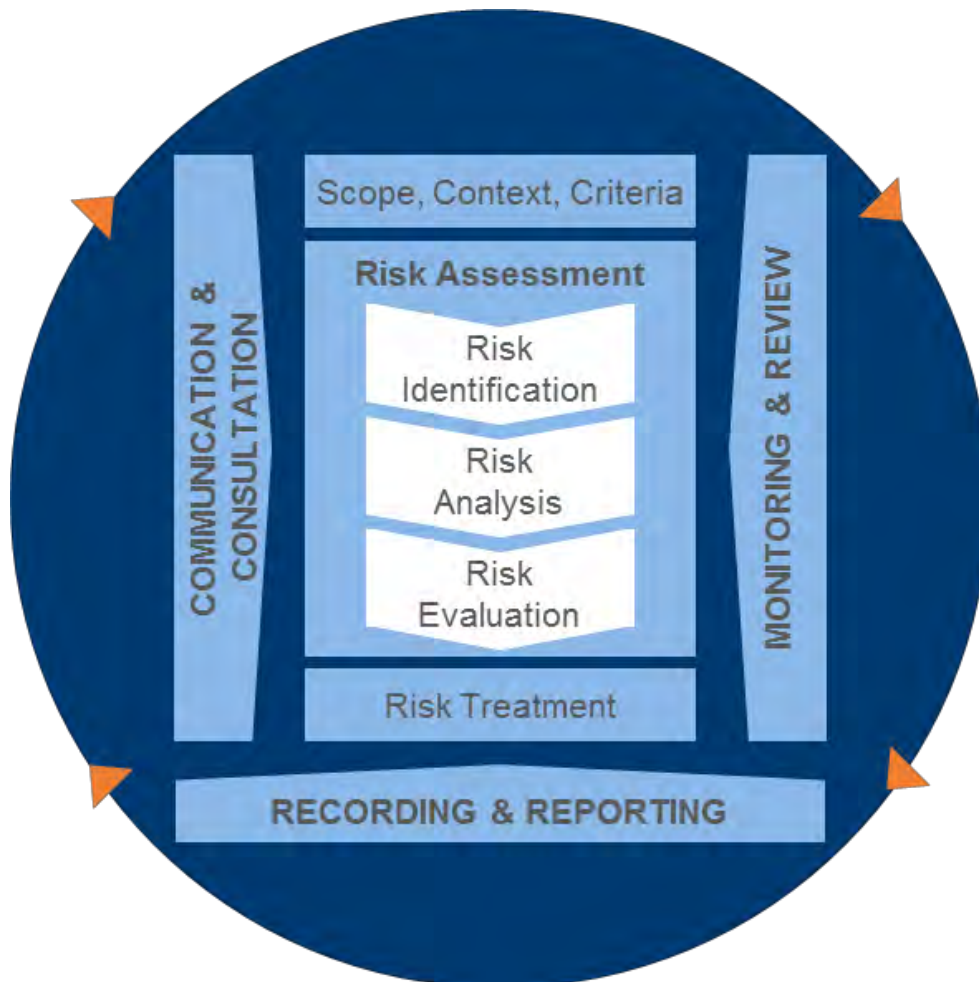 Scope, Context, Criteria
Risk Assessment
Risk
Identification
Risk
Analysis
Risk
Evaluation
Risk Treatment
COMMUNICATION &
CONSULTATION
MONITORING & REVIEW
RECORDING & REPORTING